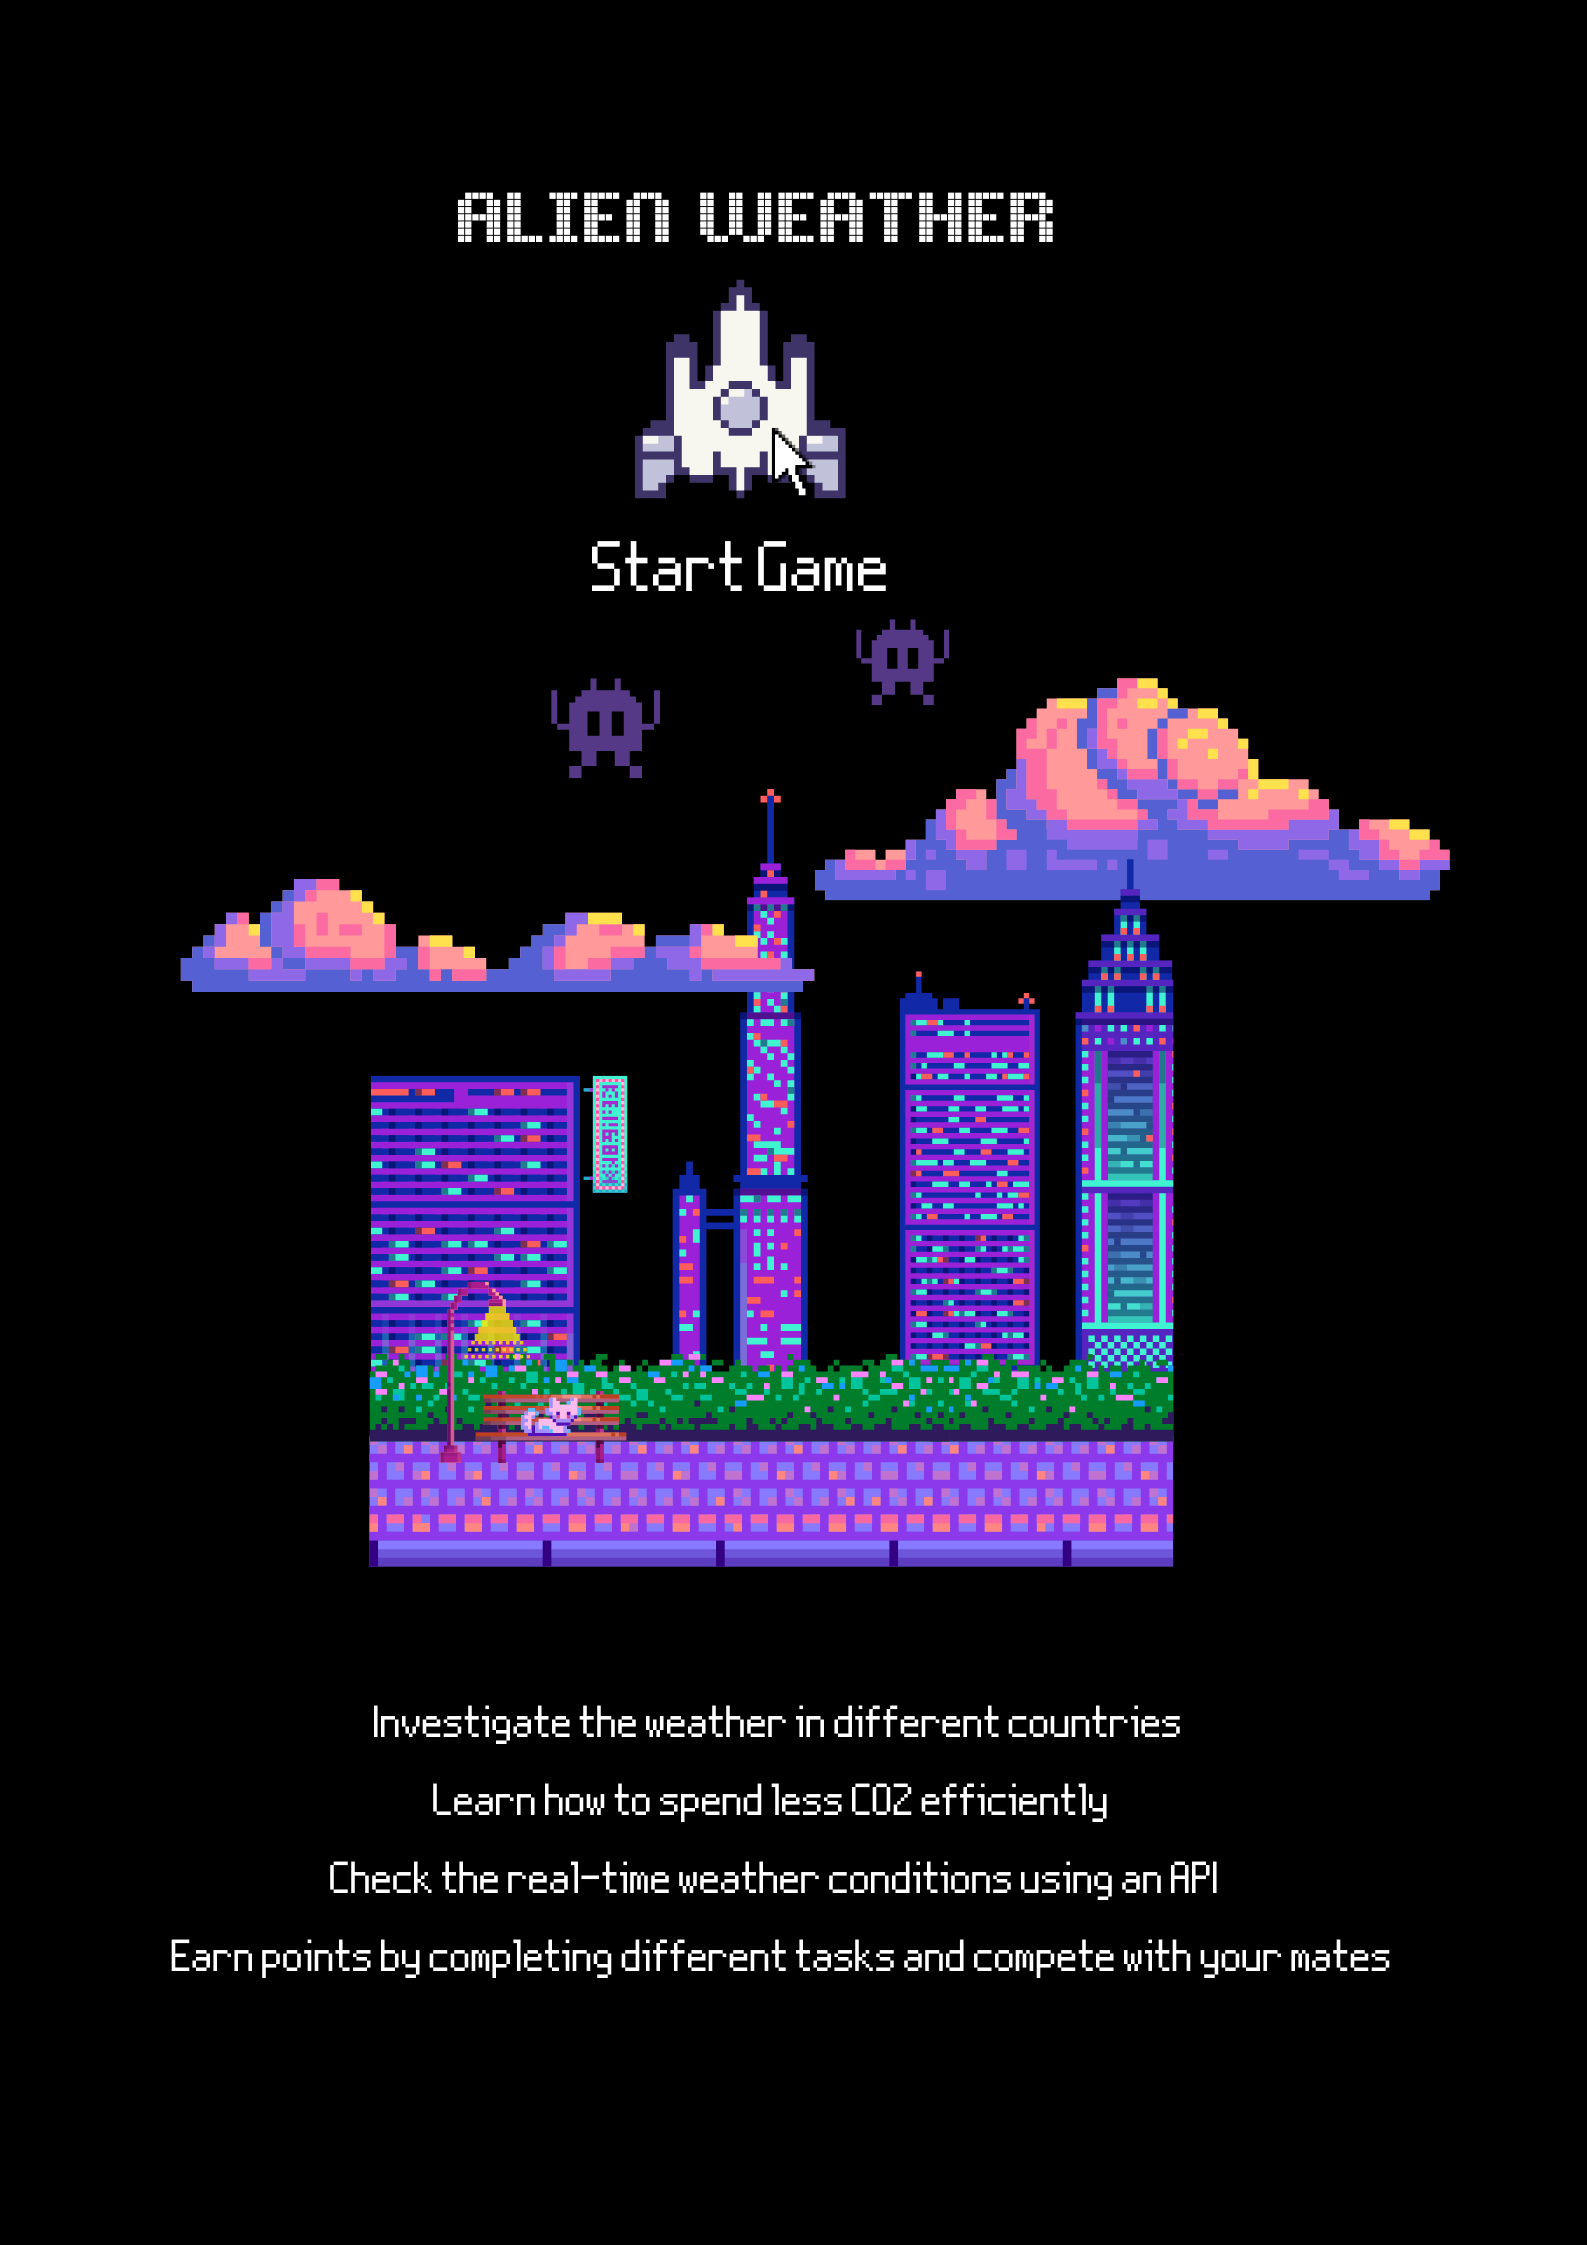 ALIEN WEATHER
Start Game
Investigate the weather in different countries
Learn how to spend less CO2 efficiently
Check the real-time weather conditions using an API
Earn points by completing different tasks and compete with your mates